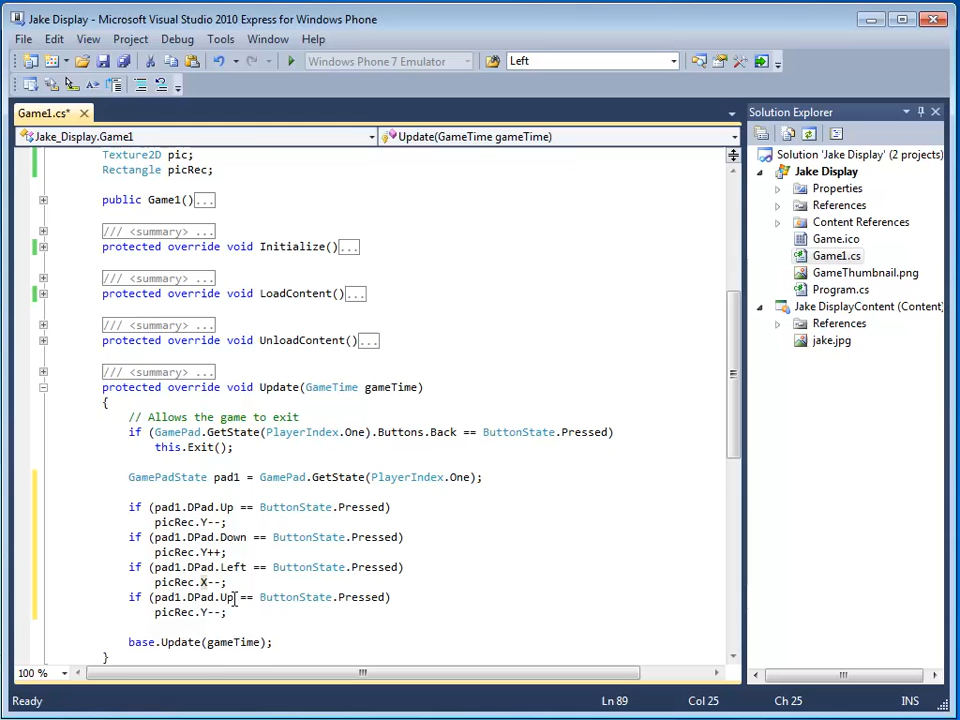 Jake Display - Microsoft Visual Studio 2010 Express for Windows Phone
File Edit View Project Debug Tools Window Help
Windows Phone 7 Emulator Left
Game1.cs*
Jake_Display.Game1 Update(GameTime gameTime)
Texture2D pic;
Rectangle picRec;
public Game1()...
/// <summary> ...
protected override void Initialize()...
/// <summary> ...
protected override void LoadContent()...
/// <summary> ...
protected override void UnloadContent()...
/// <summary> ...
protected override void Update(GameTime gameTime)
{
// Allows the game to exit
if (GamePad.GetState(PlayerIndex.One).Buttons.Back == ButtonState.Pressed)
this.Exit();
GamePadState pad1 = GamePad.GetState(PlayerIndex.One);
if (pad1.DPad.Up == ButtonState.Pressed)
picRec.Y--;
if (pad1.DPad.Down == ButtonState.Pressed)
picRec.Y++;
if (pad1.DPad.Left == ButtonState.Pressed)
picRec.X--;
if (pad1.DPad.Up == ButtonState.Pressed)
picRec.Y--;
base.Update(gameTime);
}
100 %
Solution Explorer
Solution 'Jake Display' (2 projects)
Jake Display
Properties
References
Content References
Game.ico
Game1.cs
GameThumbnail.png
Program.cs
Jake DisplayContent (Content)
References
jake.jpg
Ready Ln 89 Col 25 Ch 25 INS